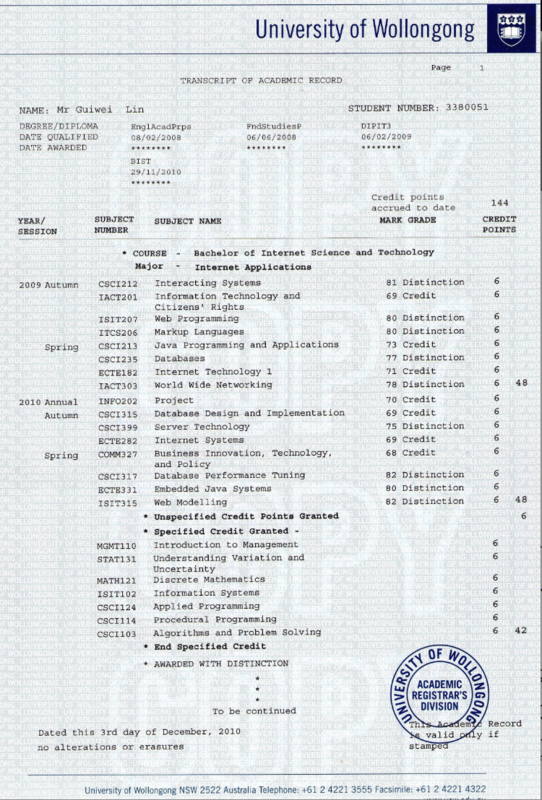 University of Wollongong
Page 1
TRANSCRIPT OF ACADEMIC RECORD
NAME: Mr Guiwei Lin STUDENT NUMBER: 3380051
DEGREE/DIPLOMA EnglAcadPrps FndStudiesP DIPIT3
DATE QUALIFIED 08/02/2008 06/06/2008 06/02/2009
DATE AWARDED ******** ******** ********
BIST
29/11/2010
********
Credit points
accrued to date 144
YEAR/ SUBJECT SUBJECT NAME MARK GRADE CREDIT
SESSION NUMBER POINTS
* COURSE - Bachelor of Internet Science and Technology
Major - Internet Applications
2009 Autumn CSCI212 Interacting Systems 81 Distinction 6
IACT201 Information Technology and 69 Credit 6
Citizens' Rights
ISIT207 Web Programming 80 Distinction 6
ITCS206 Markup Languages 80 Distinction 6
Spring CSCI213 Java Programming and Applications 73 Credit 6
CSCI235 Databases 77 Distinction 6
ECTE182 Internet Technology 1 71 Credit 6
IACT303 World Wide Networking 78 Distinction 6 48
2010 Annual INFO202 Project 70 Credit 6
Autumn CSCI315 Database Design and Implementation 69 Credit 6
CSCI399 Server Technology 75 Distinction 6
ECTE282 Internet Systems 69 Credit 6
Spring COMM327 Business Innovation, Technology, 68 Credit 6
and Policy
CSCI317 Database Performance Tuning 82 Distinction 6
ECTE331 Embedded Java Systems 80 Distinction 6
ISIT315 Web Modelling 82 Distinction 6 48
* Unspecified Credit Points Granted 6
* Specified Credit Granted -
MGMT110 Introduction to Management 6
STAT131 Understanding Variation and 6
Uncertainty
MATH121 Discrete Mathematics 6
ISIT102 Information Systems 6
CSCI124 Applied Programming 6
CSCI114 Procedural Programming 6
CSCI103 Algorithms and Problem Solving 6 42
* End Specified Credit
* AWARDED WITH DISTINCTION
*
*
*
To be continued
UNIVERSITY OF WOLLONGONG
ACADEMIC
REGISTRAR'S
DIVISION
Dated this 3rd day of December, 2010
no alterations or erasures
This Academic Record
is valid only if
stamped
University of Wollongong NSW 2522 Australia Telephone: +61 2 4221 3555 Facsimile: +61 2 4221 4322